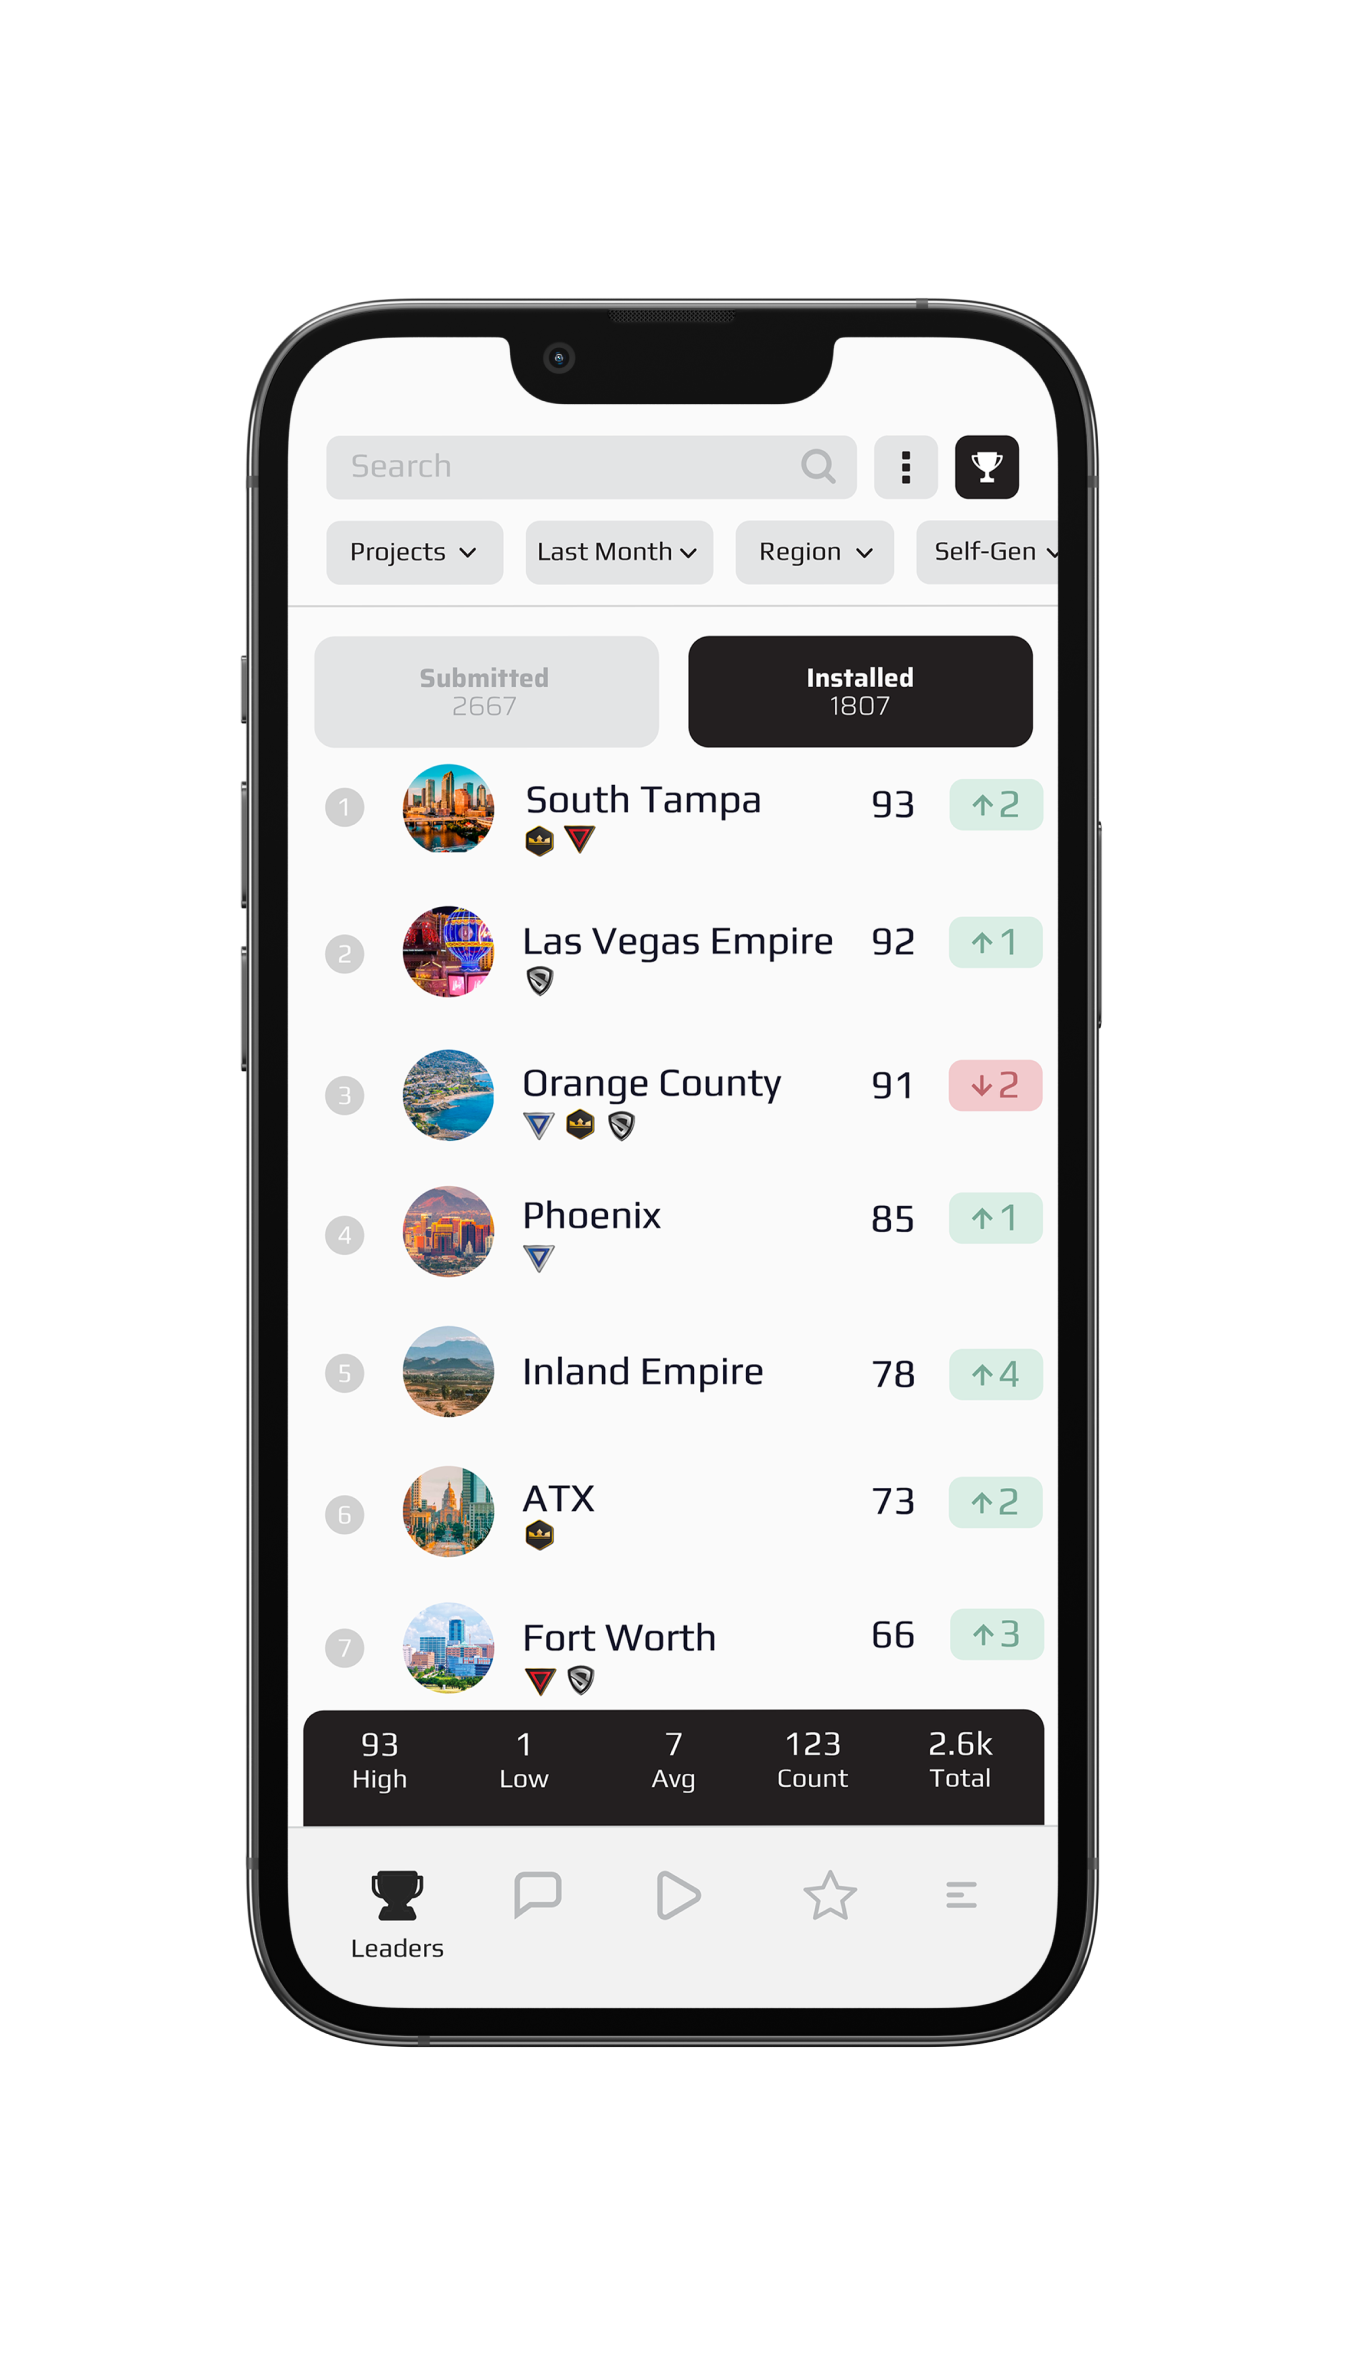 Search
Projects Last Month Region Self-Gen
Submitted Installed
2667 1807
1 South Tampa 93 ↑2
2 Las Vegas Empire 92 ↑1
3 Orange County 91 ↓2
4 Phoenix 85 ↑1
5 Inland Empire 78 ↑4
6 ATX 73 ↑2
7 Fort Worth 66 ↑3
93 1 7 123 2.6k
High Low Avg Count Total
Leaders